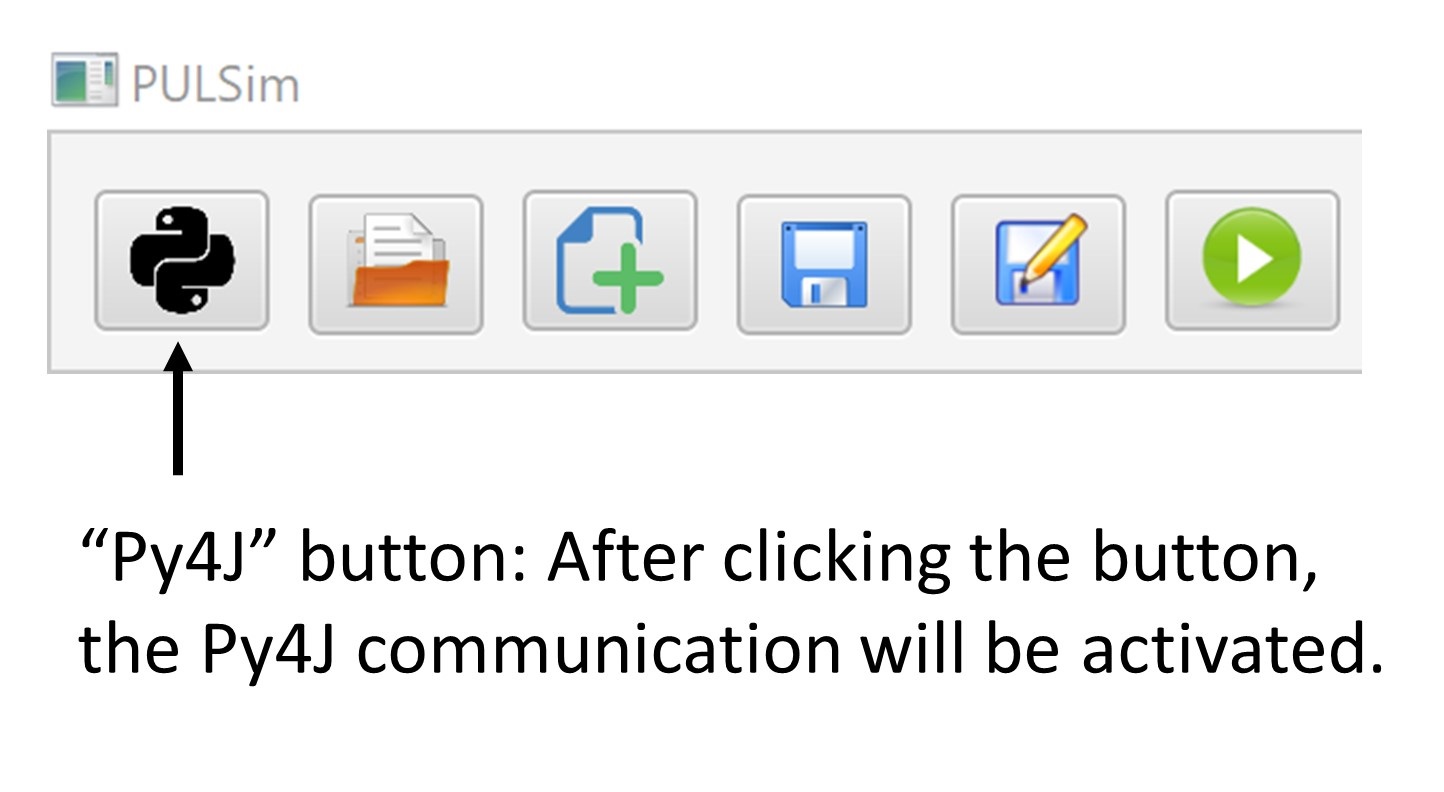 PULSim
“Py4J” button: After clicking the button,
the Py4J communication will be activated.